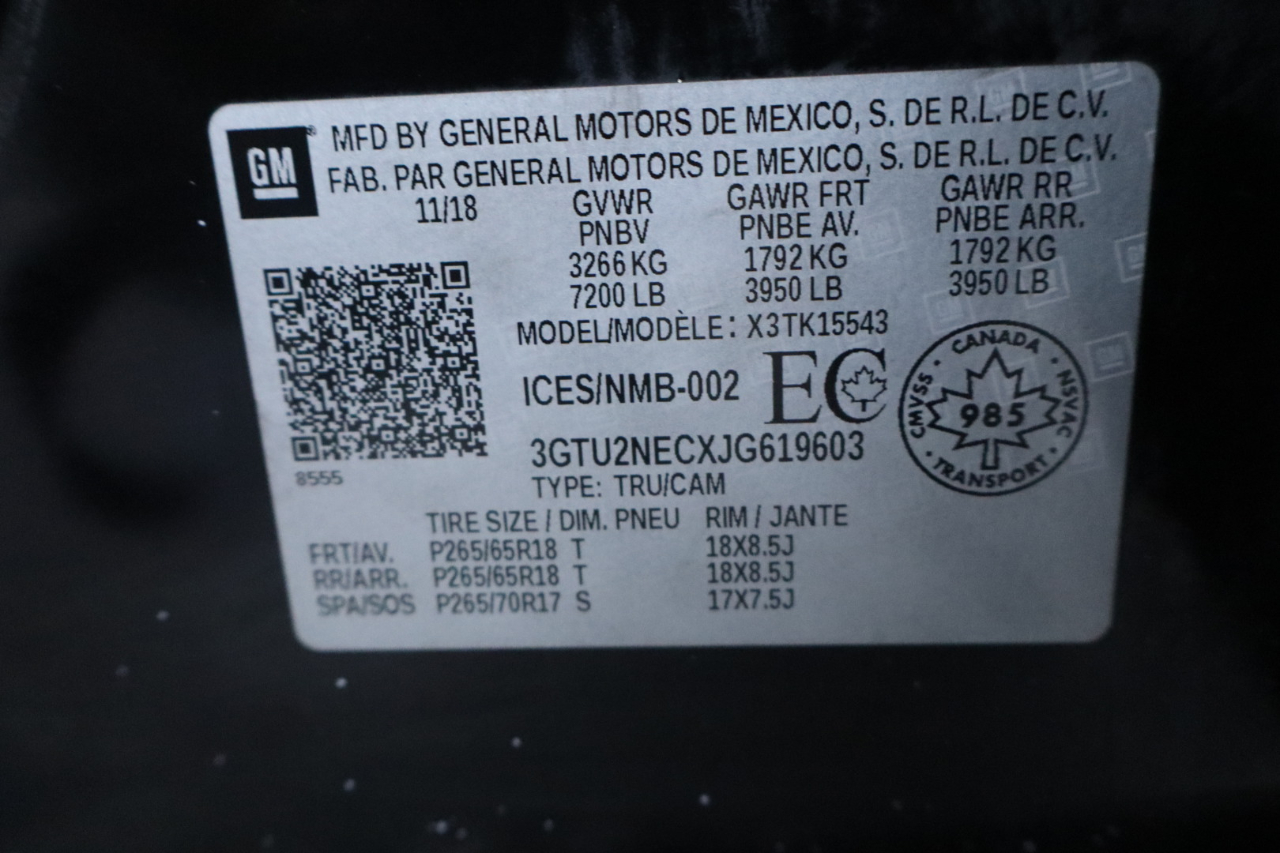 GM® MFD BY GENERAL MOTORS DE MEXICO, S. DE R.L. DE C.V.
FAB. PAR GENERAL MOTORS DE MEXICO, S. DE R.L. DE C.V.
11/18 GVWR GAWR FRT GAWR RR
PNBV PNBE AV. PNBE ARR.
3266 KG 1792 KG 1792 KG
7200 LB 3950 LB 3950 LB
MODEL/MODÈLE: X3TK15543
ICES/NMB-002 EC
CANADA
CMVSS 985 NSVAC
TRANSPORT
3GTU2NECXJG619603
8555
TYPE: TRU/CAM
TIRE SIZE / DIM. PNEU RIM / JANTE
FRT/AV. P265/65R18 T 18X8.5J
RR/ARR. P265/65R18 T 18X8.5J
SPA/SOS P265/70R17 S 17X7.5J